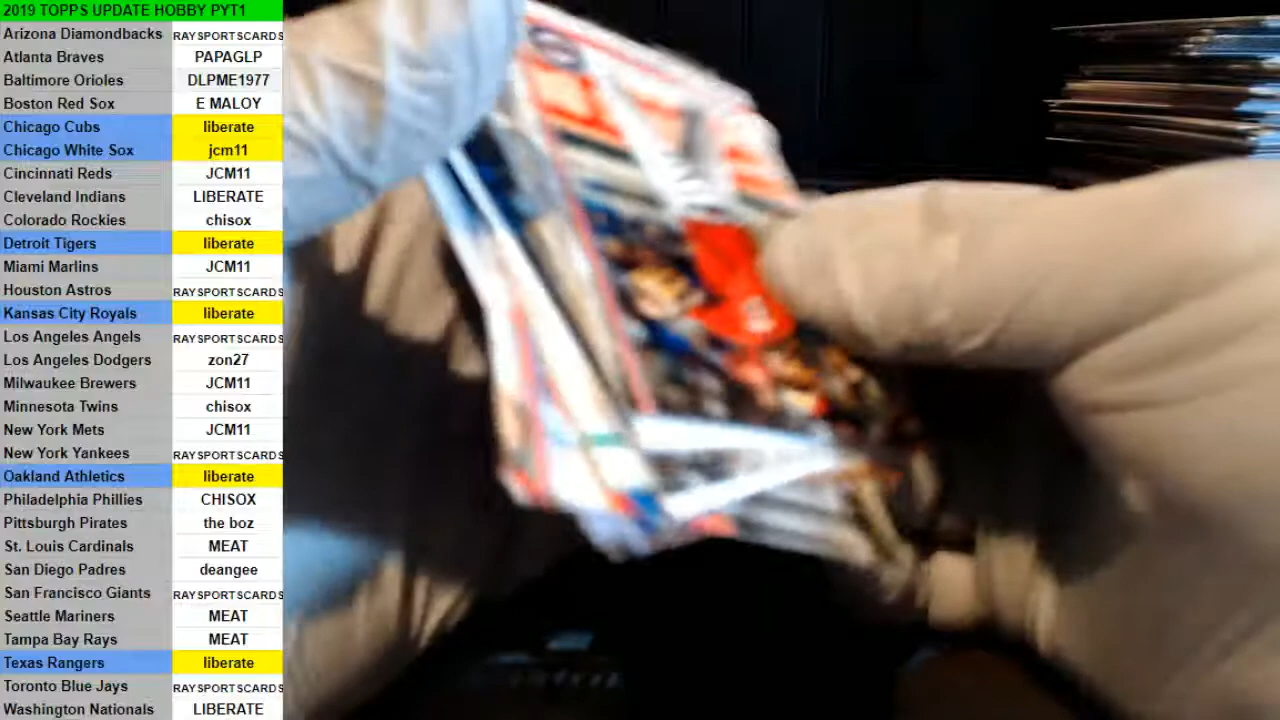 2019 TOPPS UPDATE HOBBY PYT1
Arizona Diamondbacks RAYSPORTSCARDS
Atlanta Braves PAPAGLP
Baltimore Orioles DLPME1977
Boston Red Sox E MALOY
Chicago Cubs liberate
Chicago White Sox jcm11
Cincinnati Reds JCM11
Cleveland Indians LIBERATE
Colorado Rockies chisox
Detroit Tigers liberate
Miami Marlins JCM11
Houston Astros RAYSPORTSCARDS
Kansas City Royals liberate
Los Angeles Angels RAYSPORTSCARDS
Los Angeles Dodgers zon27
Milwaukee Brewers JCM11
Minnesota Twins chisox
New York Mets JCM11
New York Yankees RAYSPORTSCARDS
Oakland Athletics liberate
Philadelphia Phillies CHISOX
Pittsburgh Pirates the boz
St. Louis Cardinals MEAT
San Diego Padres deangee
San Francisco Giants RAYSPORTSCARDS
Seattle Mariners MEAT
Tampa Bay Rays MEAT
Texas Rangers liberate
Toronto Blue Jays RAYSPORTSCARDS
Washington Nationals LIBERATE